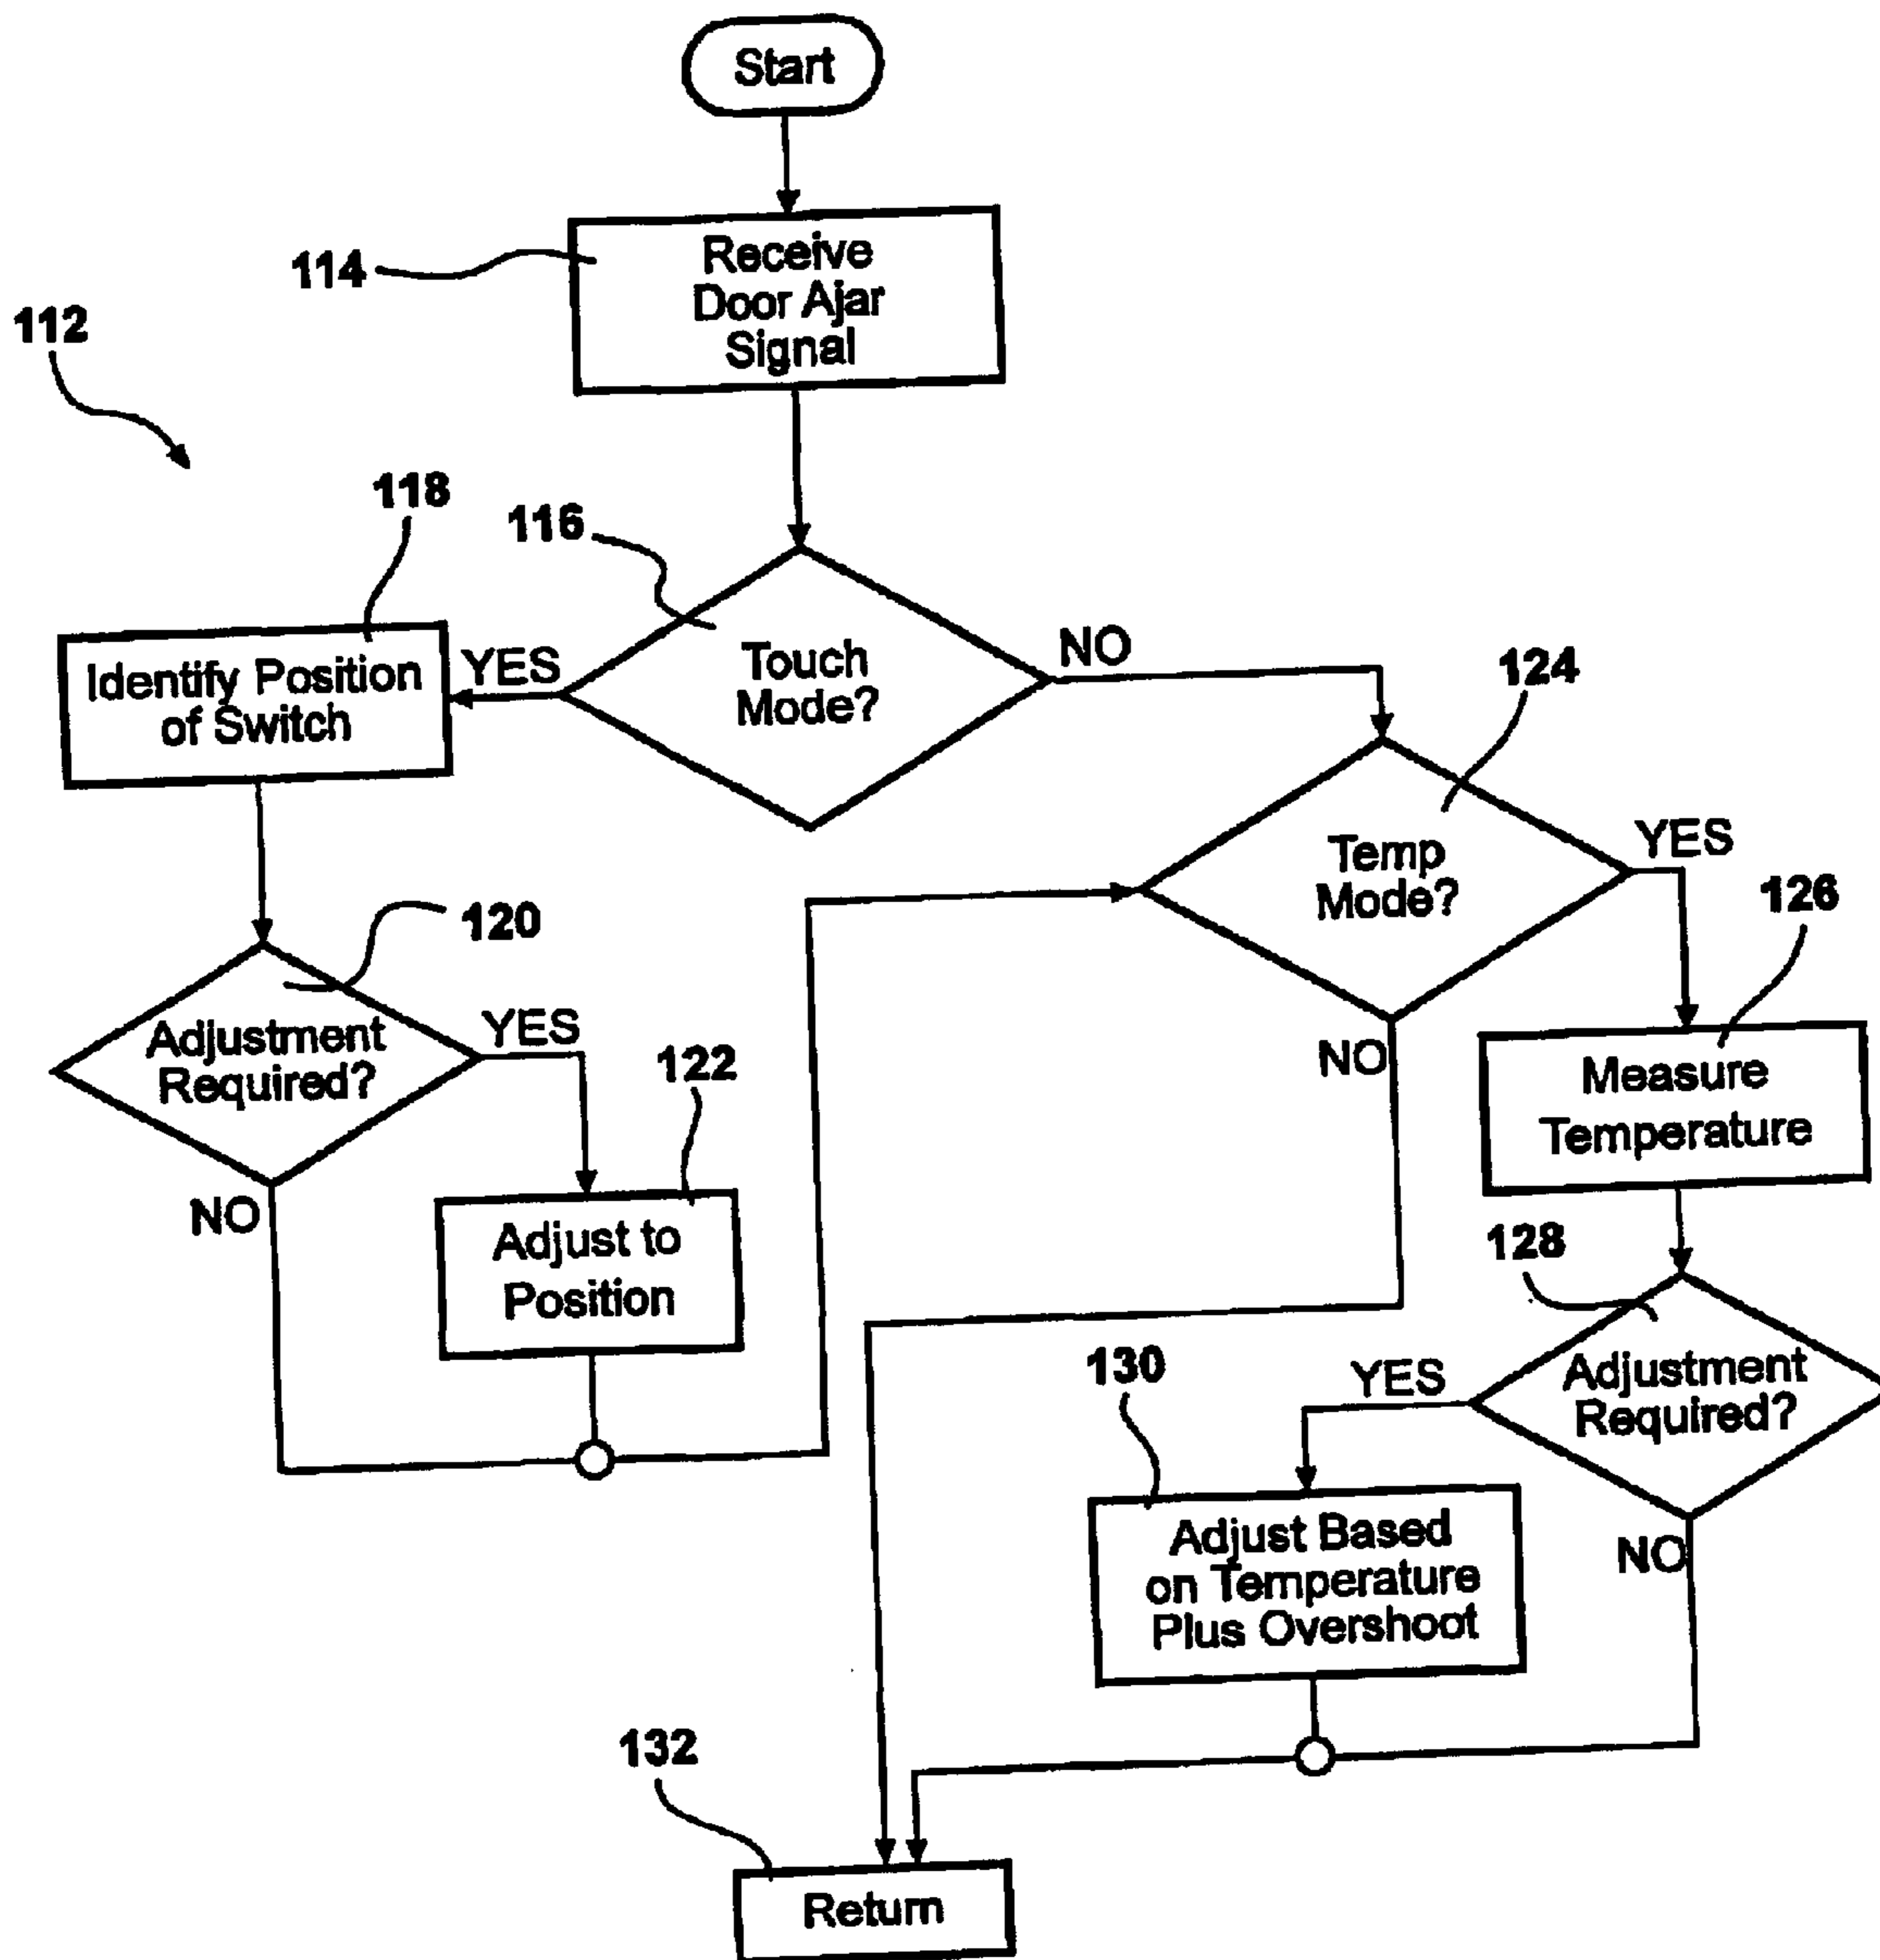 Start
114
Receive
Door Ajar
Signal
112
118
116
Identify Position
of Switch
YES
Touch
Mode?
NO
124
Temp
Mode?
YES
126
120
Adjustment
Required?
YES
122
NO
Adjust to
Position
NO
Measure
Temperature
128
Adjustment
Required?
130
YES
Adjust Based
on Temperature
Plus Overshoot
NO
132
Return